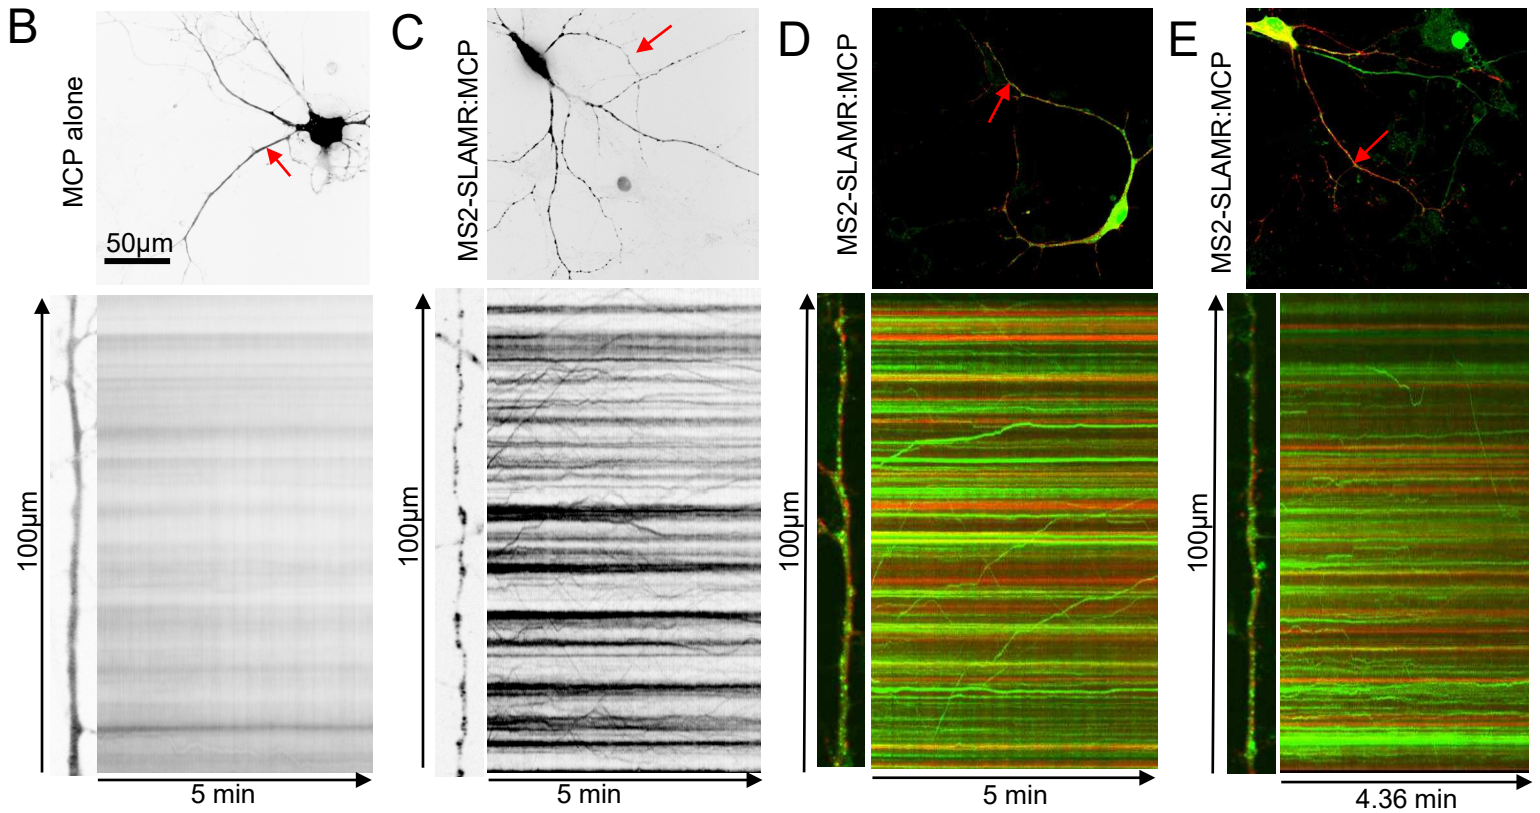 B
MCP alone
50µm
100µm
5 min
C
MS2-SLAMR:MCP
100µm
5 min
D
MS2-SLAMR:MCP
100µm
5 min
E
MS2-SLAMR:MCP
100µm
4.36 min